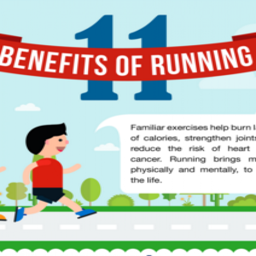 11
BENEFITS OF RUNNING
Familiar exercises help burn
of calories, strengthen joints
reduce the risk of heart
cancer. Running brings
physically and mentally, to
the life.